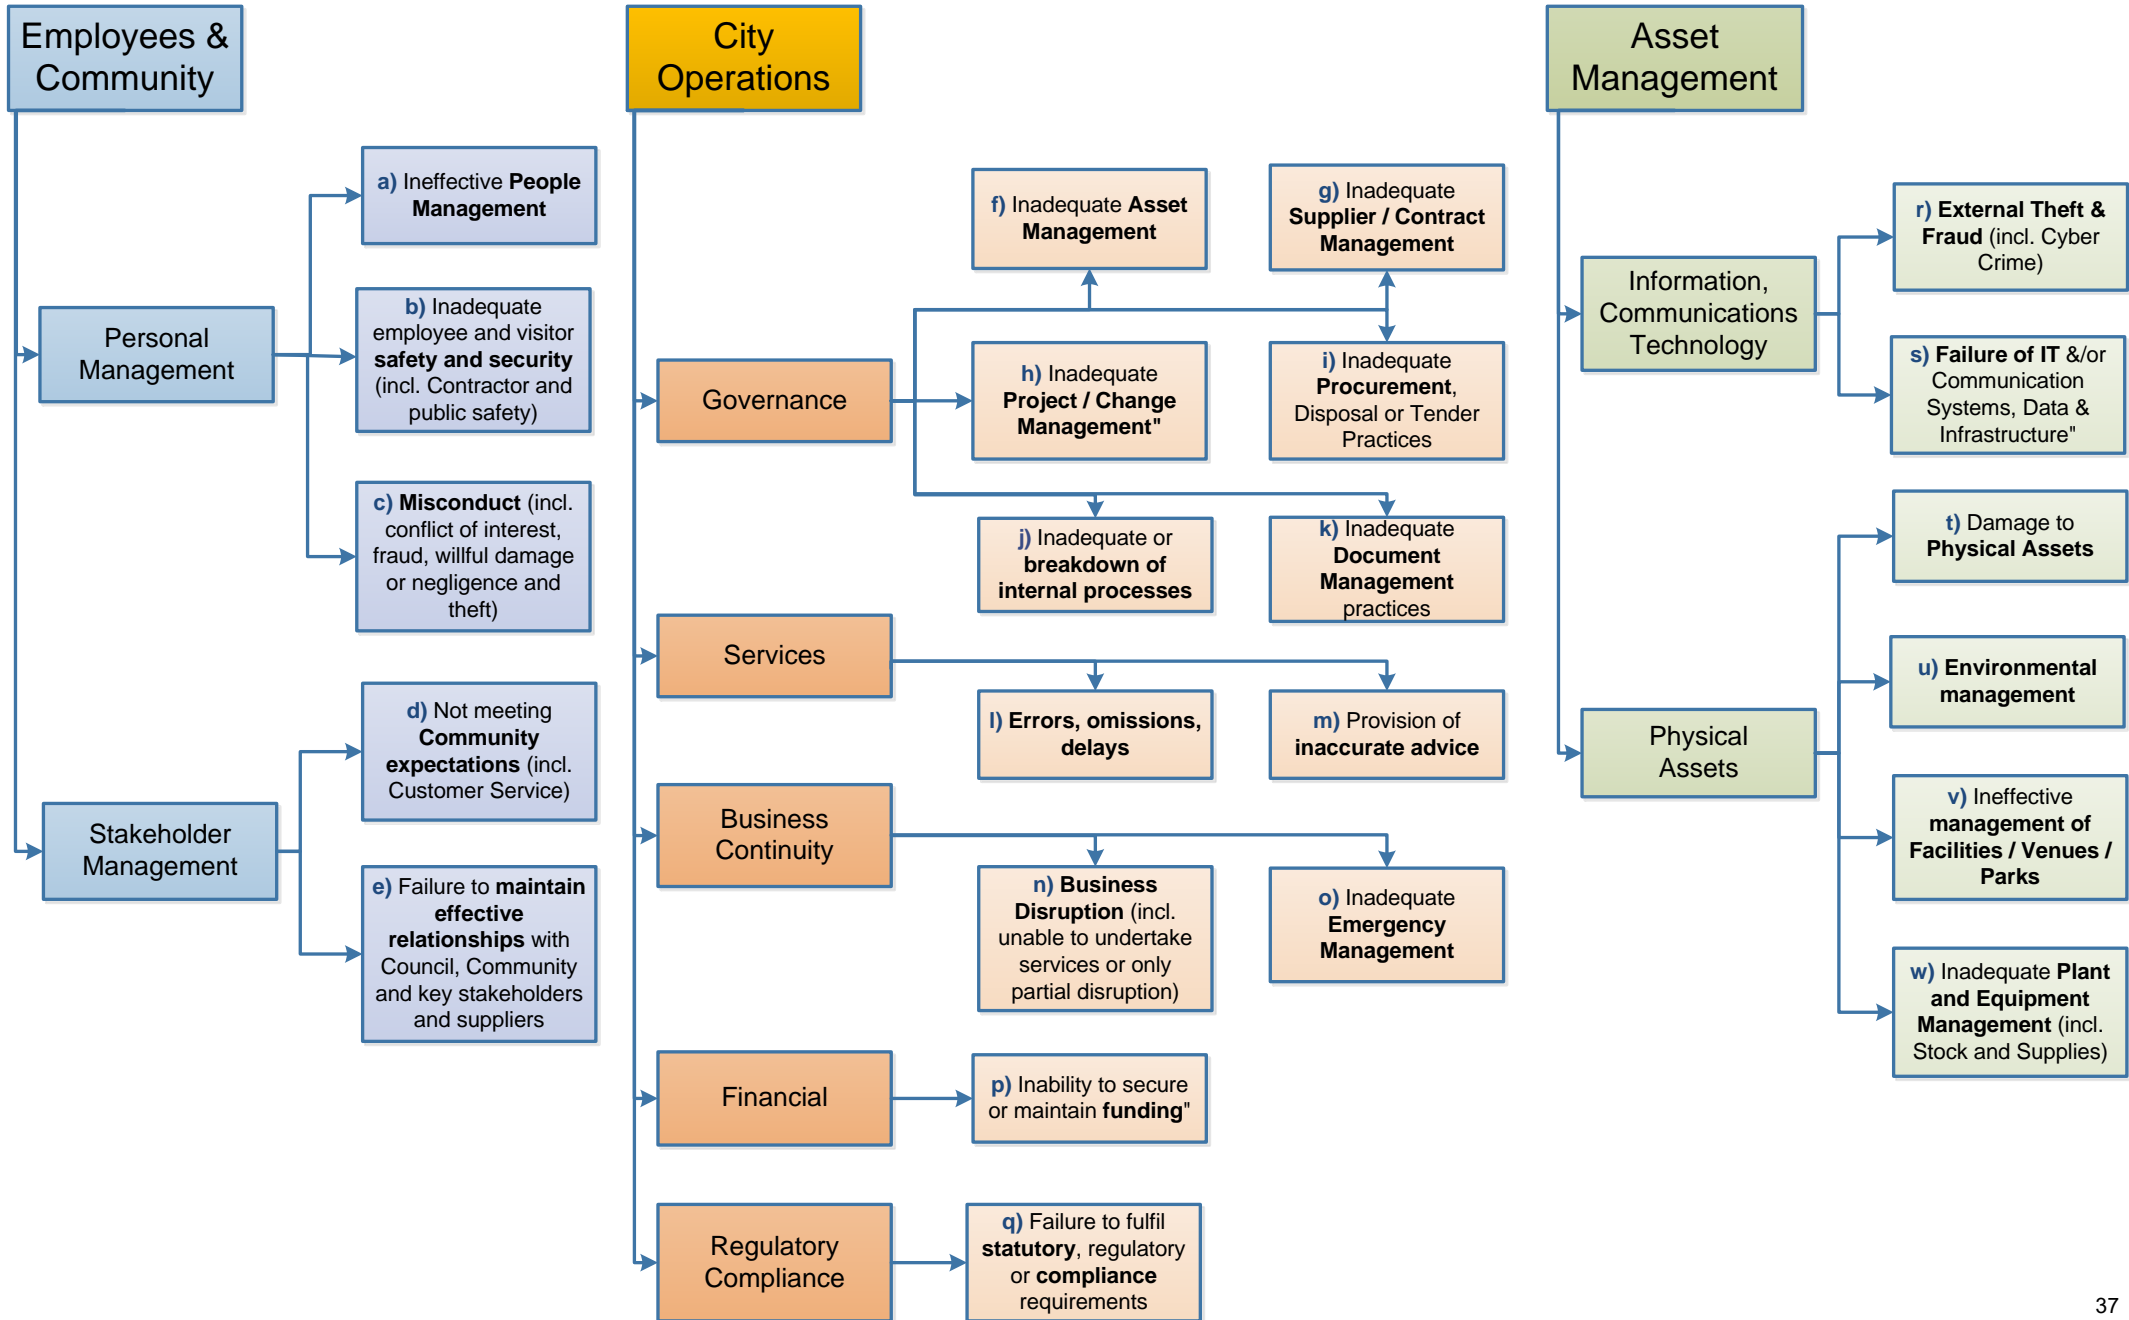 Employees &
Community
Personal
Management
a) Ineffective People
Management
b) Inadequate
employee and visitor
safety and security
(incl. Contractor and
public safety)
c) Misconduct (incl.
conflict of interest,
fraud, willful damage
or negligence and
theft)
Stakeholder
Management
d) Not meeting
Community
expectations (incl.
Customer Service)
e) Failure to maintain
effective
relationships with
Council, Community
and key stakeholders
and suppliers
City
Operations
Governance
f) Inadequate Asset
Management
g) Inadequate
Supplier / Contract
Management
h) Inadequate
Project / Change
Management"
i) Inadequate
Procurement,
Disposal or Tender
Practices
j) Inadequate or
breakdown of
internal processes
k) Inadequate
Document
Management
practices
Services
l) Errors, omissions,
delays
m) Provision of
inaccurate advice
Business
Continuity
n) Business
Disruption (incl.
unable to undertake
services or only
partial disruption)
o) Inadequate
Emergency
Management
Financial
p) Inability to secure
or maintain funding"
Regulatory
Compliance
q) Failure to fulfil
statutory, regulatory
or compliance
requirements
Asset
Management
Information,
Communications
Technology
r) External Theft &
Fraud (incl. Cyber
Crime)
s) Failure of IT &/or
Communication
Systems, Data &
Infrastructure"
Physical
Assets
t) Damage to
Physical Assets
u) Environmental
management
v) Ineffective
management of
Facilities / Venues /
Parks
w) Inadequate Plant
and Equipment
Management (incl.
Stock and Supplies)
37